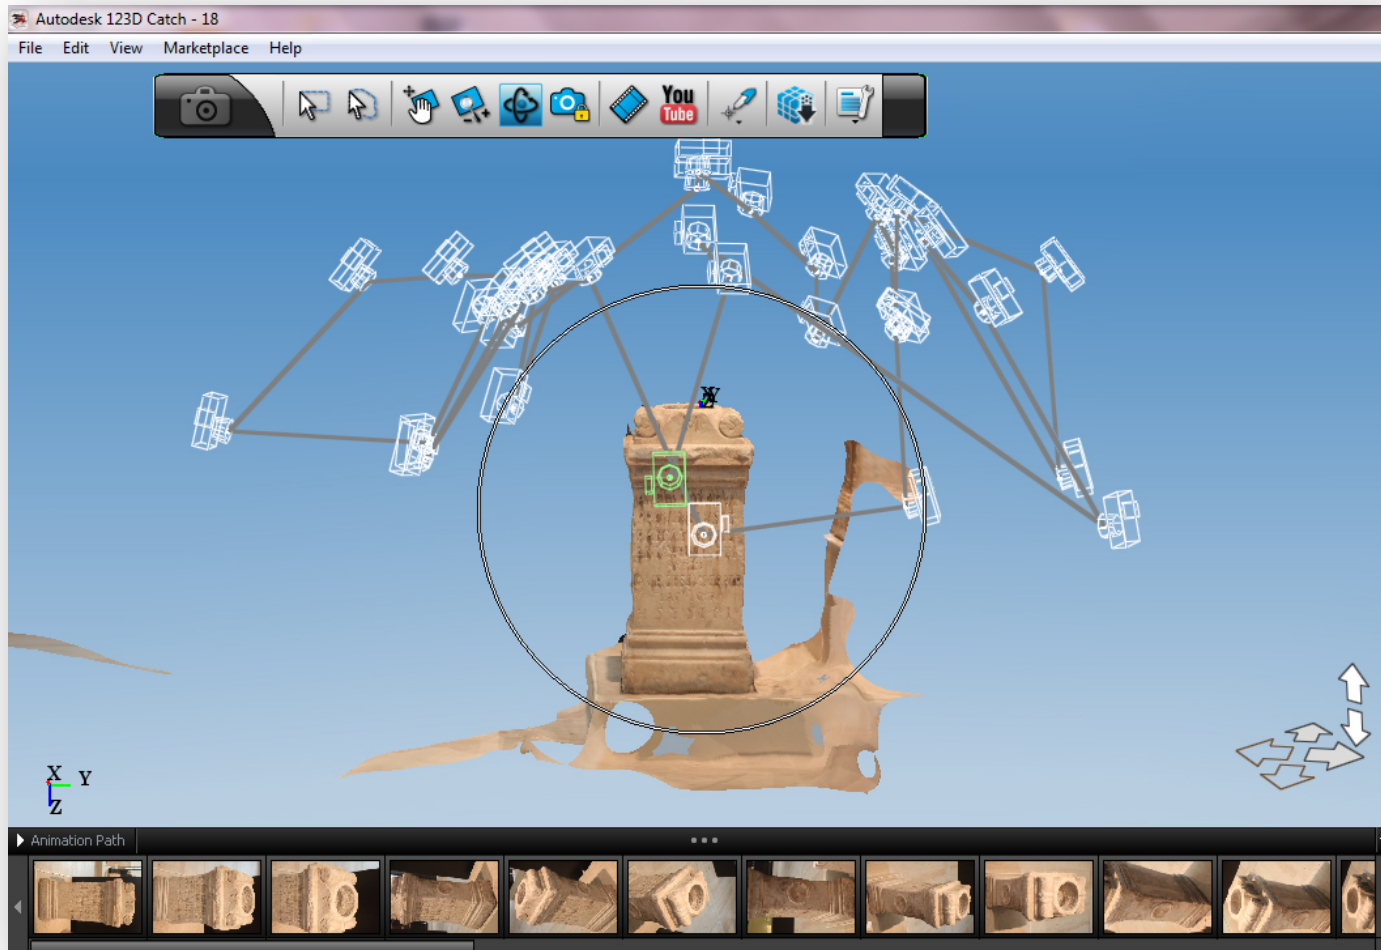 Autodesk 123D Catch - 18
File Edit View Marketplace Help
You
Tube
X Y
Z
Animation Path